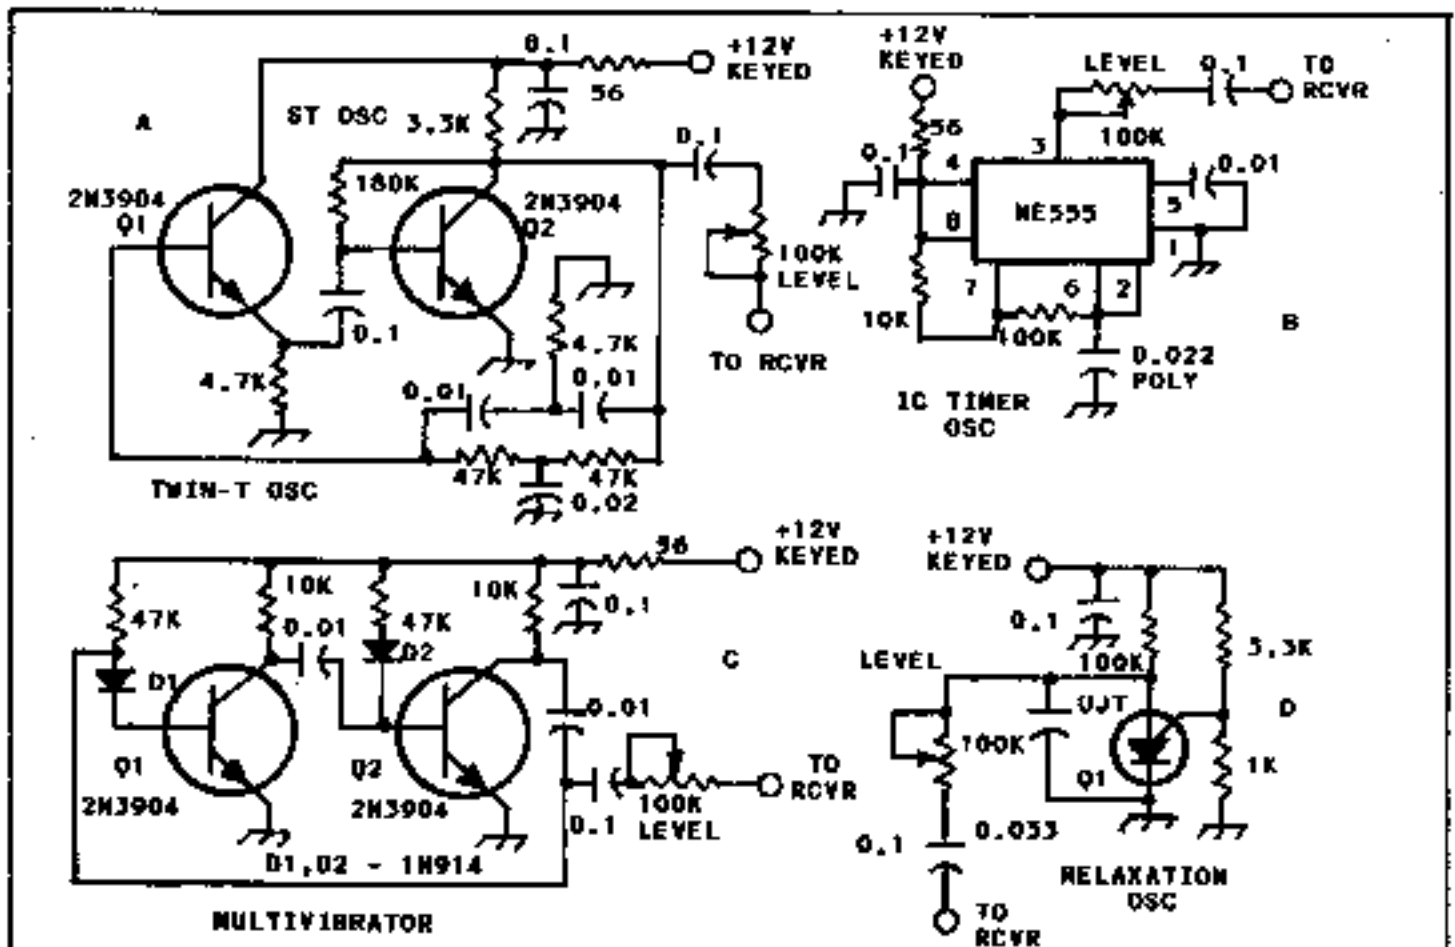 A
0.1
+12V
KEYED
56
ST OSC
3.3K
180K
2N3904
Q1
2N3904
Q2
0.1
100K
LEVEL
TO RCVR
0.1
4.7K
4.7K
0.01
0.01
47K
47K
0.02
TWIN-T OSC
+12V
KEYED
56
0.1
LEVEL
0.1
TO
RCVR
100K
4
3
8
NE555
0.01
5
1
7
6
2
10K
100K
0.022
POLY
B
IC TIMER
OSC
+12V
KEYED
56
10K
10K
47K
0.01
47K
D2
0.1
D1
C
Q1
2N3904
Q2
2N3904
0.01
0.1
100K
LEVEL
TO
RCVR
D1,D2 - 1N914
MULTIVIBRATOR
+12V
KEYED
0.1
100K
3.3K
LEVEL
100K
UJT
Q1
D
1K
0.1
0.033
RELAXATION
OSC
TO
RCVR